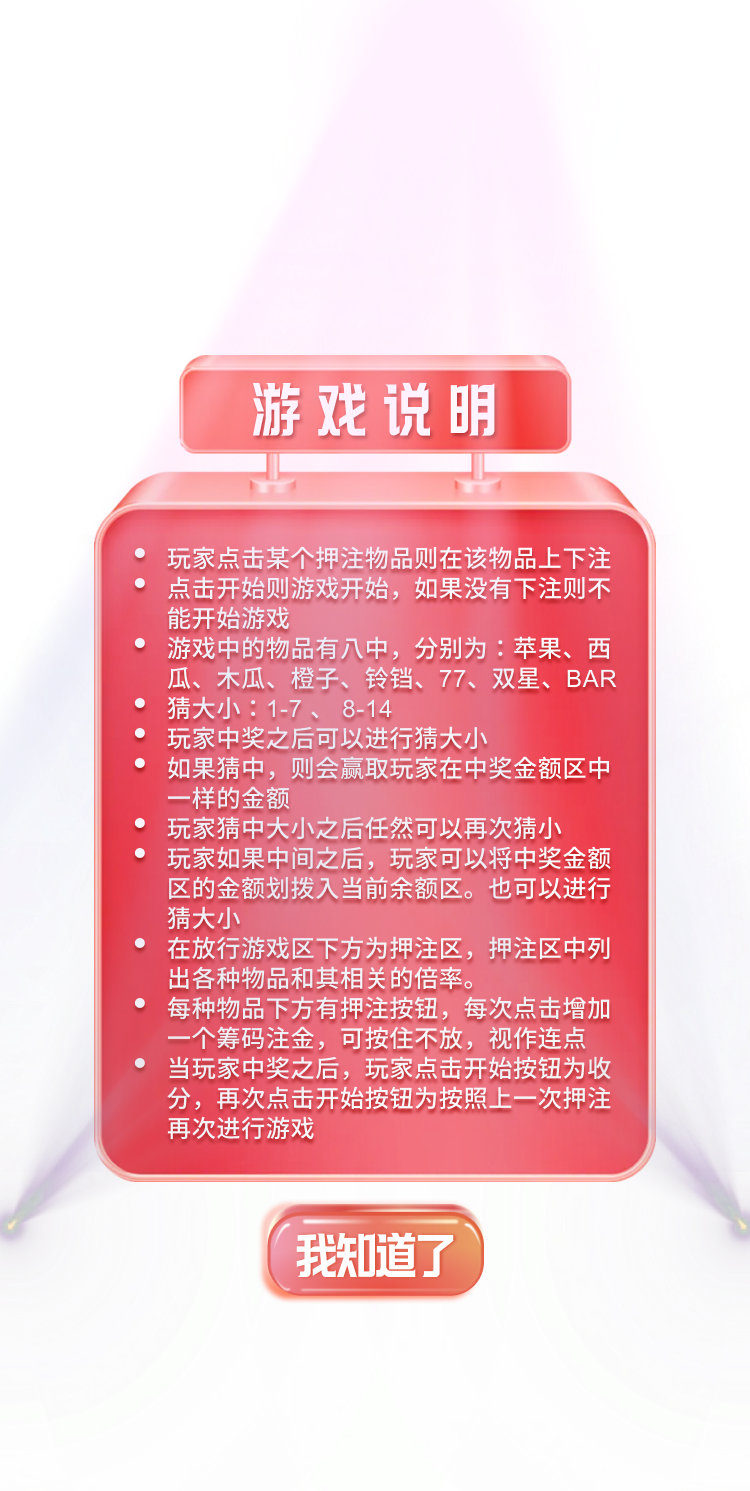 游戏说明
玩家点击某个押注物品则在该物品上下注
点击开始则游戏开始，如果没有下注则不
能开始游戏
游戏中的物品有八中，分别为：苹果、西
瓜、木瓜、橙子、铃铛、77、双星、BAR
猜大小：1-7 、 8-14
玩家中奖之后可以进行猜大小
如果猜中，则会赢取玩家在中奖金额区中
一样的金额
玩家猜中大小之后任然可以再次猜小
玩家如果中间之后，玩家可以将中奖金额
区的金额划拨入当前余额区。也可以进行
猜大小
在放行游戏区下方为押注区，押注区中列
出各种物品和其相关的倍率。
每种物品下方有押注按钮，每次点击增加
一个筹码注金，可按住不放，视作连点
当玩家中奖之后，玩家点击开始按钮为收
分，再次点击开始按钮为按照上一次押注
再次进行游戏
我知道了